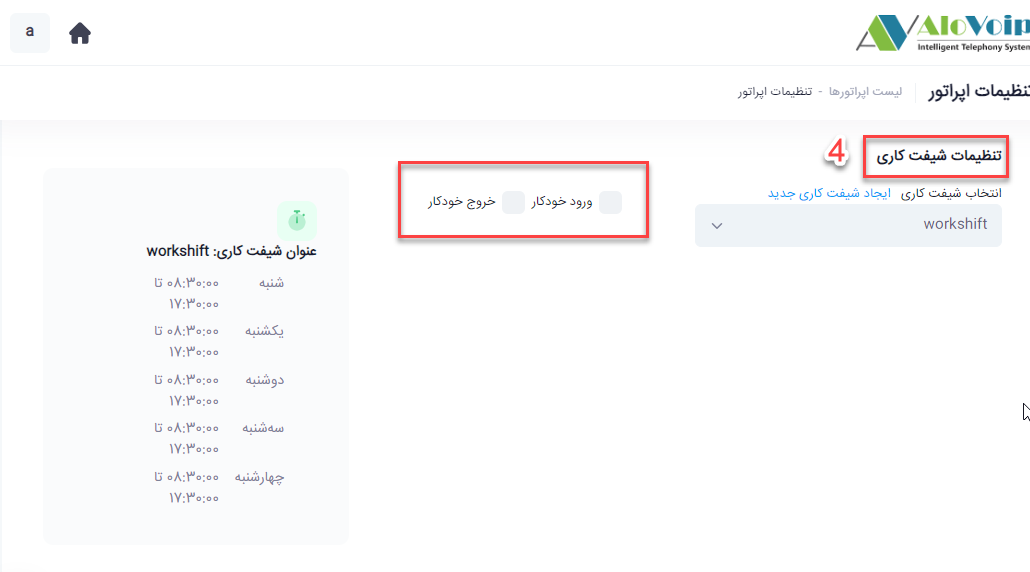 a
AloVoip
Intelligent Telephony System
تنظیمات اپراتور
لیست اپراتورها - تنظیمات اپراتور
4
تنظیمات شیفت کاری
انتخاب شیفت کاری ایجاد شیفت کاری جدید
workshift
ورود خودکار خروج خودکار
عنوان شیفت کاری: workshift
شنبه ۰۸:۳۰:۰۰ تا
۱۷:۳۰:۰۰
یکشنبه ۰۸:۳۰:۰۰ تا
۱۷:۳۰:۰۰
دوشنبه ۰۸:۳۰:۰۰ تا
۱۷:۳۰:۰۰
سه‌شنبه ۰۸:۳۰:۰۰ تا
۱۷:۳۰:۰۰
چهارشنبه ۰۸:۳۰:۰۰ تا
۱۷:۳۰:۰۰